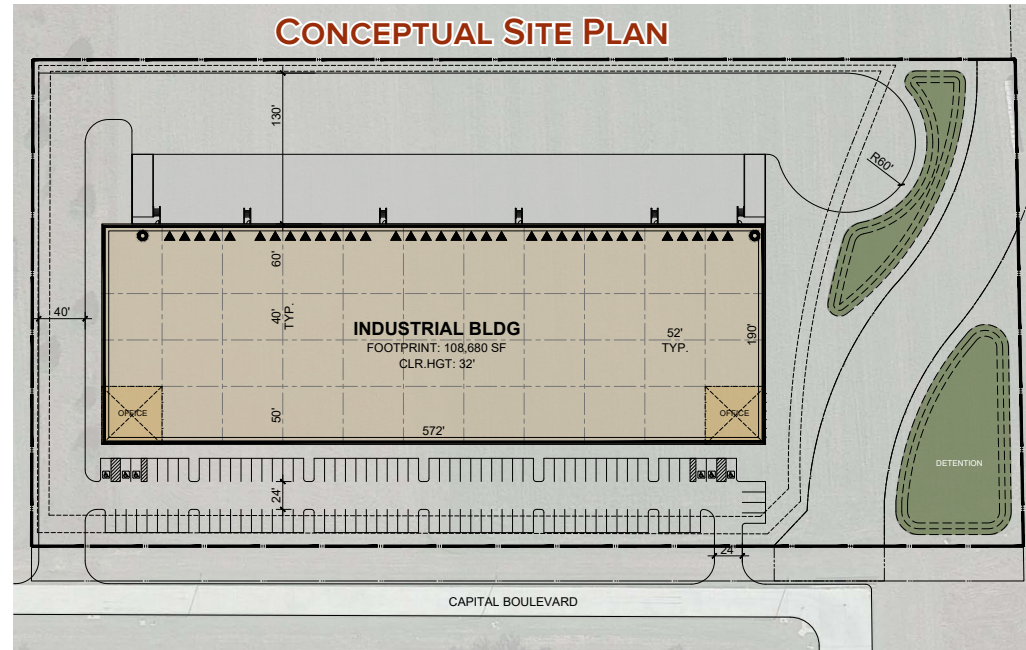 CONCEPTUAL SITE PLAN
130'
R60'
60'
40'
40'
TYP.
INDUSTRIAL BLDG
FOOTPRINT: 108,680 SF
CLR.HGT: 32'
52'
TYP.
190'
OFFICE
50'
572'
OFFICE
24'
DETENTION
24'
CAPITAL BOULEVARD